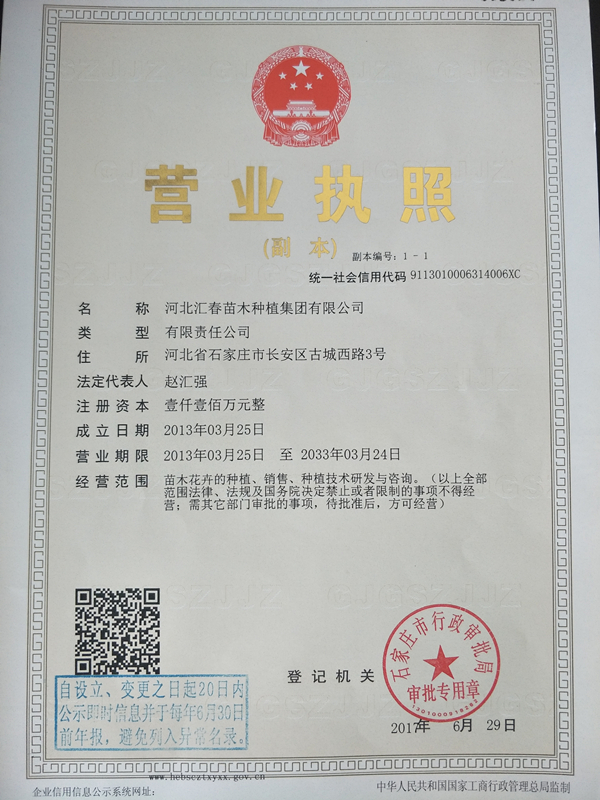 营业执照
(副 本)
副本编号：1-1
统一社会信用代码 9113010006314006XC
名 称 河北汇春苗木种植集团有限公司
类 型 有限责任公司
住 所 河北省石家庄市长安区古城西路3号
法定代表人 赵汇强
注册资本 壹仟壹佰万元整
成立日期 2013年03月25日
营业期限 2013年03月25日 至 2033年03月24日
经营范围 苗木花卉的种植、销售、种植技术研发与咨询。（以上全部
范围法律、法规及国务院决定禁止或者限制的事项不得经
营；需其它部门审批的事项，待批准后，方可经营）
自设立、变更之日起20日内
公示即时信息并于每年6月30日
前年报，避免列入异常名录。
登记机关
石家庄市行政审批局
审批专用章
2017年 6月 29日
www.hebscztxyxx.gov.cn
企业信用信息公示系统网址：
中华人民共和国国家工商行政管理总局监制